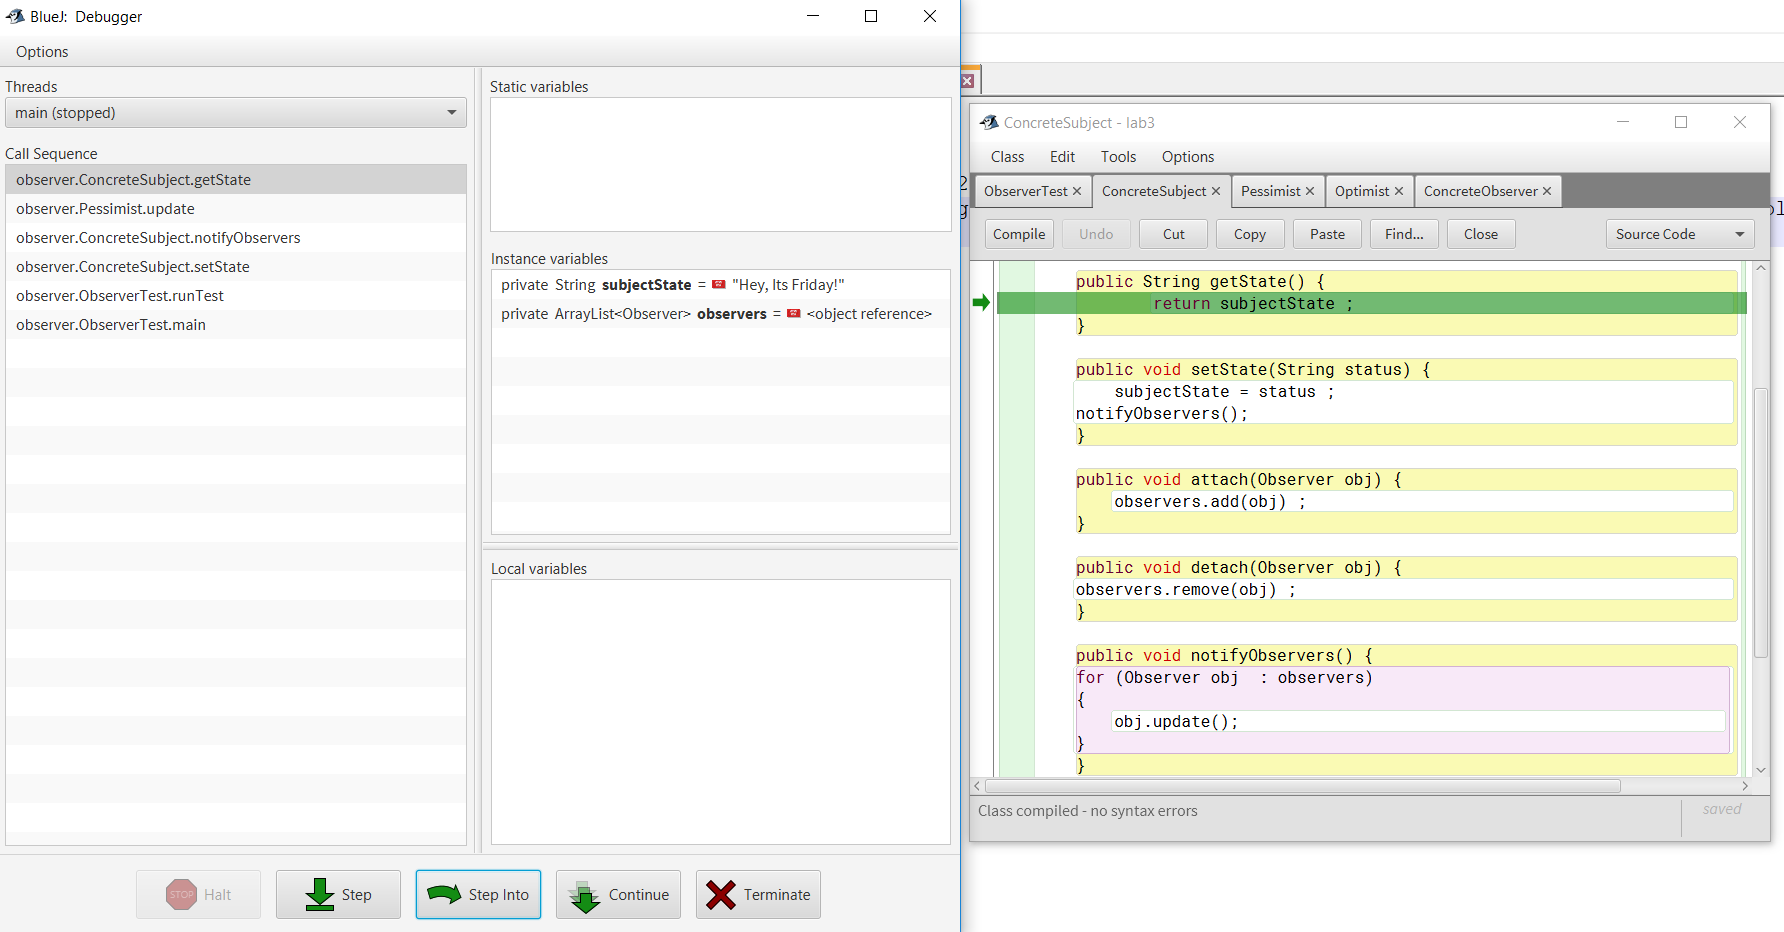 BlueJ: Debugger
Options
Threads
main (stopped)
Call Sequence
observer.ConcreteSubject.getState
observer.Pessimist.update
observer.ConcreteSubject.notifyObservers
observer.ConcreteSubject.setState
observer.ObserverTest.runTest
observer.ObserverTest.main
Static variables
Instance variables
private String subjectState = "Hey, Its Friday!"
private ArrayList<Observer> observers = <object reference>
Local variables
STOP Halt
Step
Step Into
Continue
Terminate
ConcreteSubject - lab3
Class Edit Tools Options
ObserverTest ConcreteSubject Pessimist Optimist ConcreteObserver
Compile Undo Cut Copy Paste Find... Close Source Code
public String getState() {
return subjectState ;
}
public void setState(String status) {
subjectState = status ;
notifyObservers();
}
public void attach(Observer obj) {
observers.add(obj) ;
}
public void detach(Observer obj) {
observers.remove(obj) ;
}
public void notifyObservers() {
for (Observer obj  : observers)
{
obj.update();
}
}
Class compiled - no syntax errors
saved